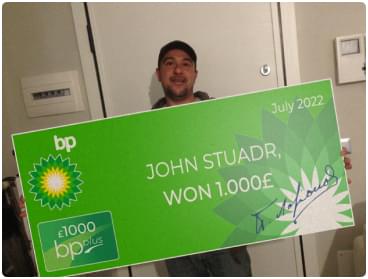 July 2022
bp
JOHN STUADR,
WON 1.000£
£1000
bp plus